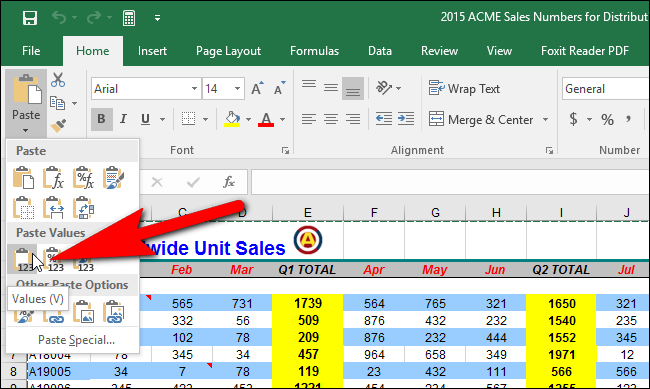 2015 ACME Sales Numbers for Distribut
File Home Insert Page Layout Formulas Data Review View Foxit Reader PDF
Paste
Arial 14
B I U
Wrap Text
Merge & Center
General
$ % ,
Font Alignment Number
Paste
Paste Values
123 123 123
Other Paste Options
Values (V)
Paste Special...
fx
C D E F G H I J
wide Unit Sales
Feb Mar Q1 TOTAL Apr May Jun Q2 TOTAL Jul
565 731 1739 564 765 321 1650 321
332 56 509 876 432 232 1540 235
102 78 209 876 232 444 1552 345
7 A18004 78 345 34 457 964 658 349 1971 12
8 A19005 34 7 78 119 23 432 111 566 566